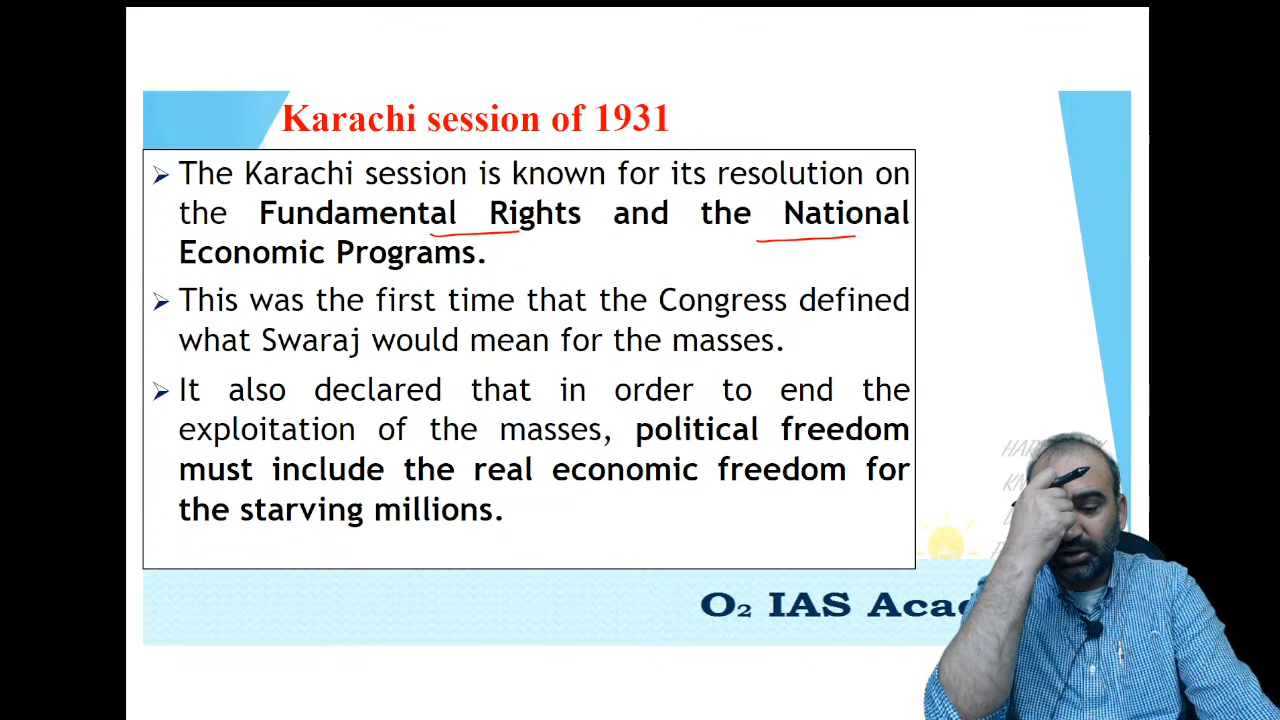 Karachi session of 1931
➢ The Karachi session is known for its resolution on
the Fundamental Rights and the National
Economic Programs.
➢ This was the first time that the Congress defined
what Swaraj would mean for the masses.
➢ It also declared that in order to end the
exploitation of the masses, political freedom
must include the real economic freedom for
the starving millions.
O₂ IAS